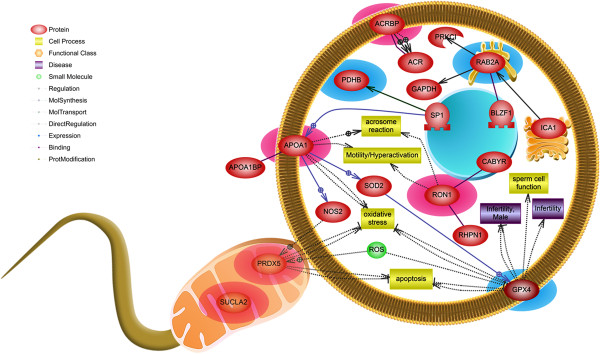 Protein
Cell Process
Functional Class
Disease
Small Molecule
Regulation
MolSynthesis
MolTransport
DirectRegulation
Expression
Binding
ProtModification
ACRBP
ACR
PRKCI
RAB2A
GAPDH
PDHB
SP1
BLZF1
ICA1
acrosome
reaction
APOA1
APOA1BP
Motility/Hyperactivation
CABYR
SOD2
RON1
sperm cell
function
NOS2
oxidative
stress
Infertility,
Male
Infertility
RHPN1
ROS
PRDX5
apoptosis
GPX4
SUCLA2